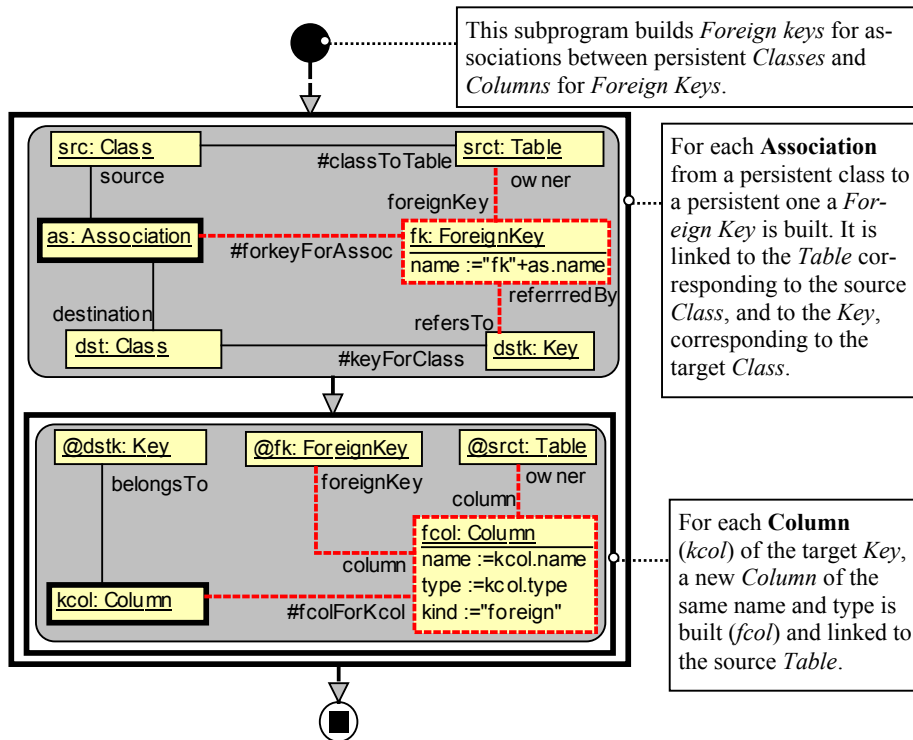 This subprogram builds Foreign keys for as-
sociations between persistent Classes and
Columns for Foreign Keys.
src: Class
srct: Table
#classToTable
source
owner
foreignKey
as: Association
fk: ForeignKey
#forkeyForAssoc
name :="fk"+as.name
referrredBy
destination
refersTo
dst: Class
dstk: Key
#keyForClass
For each Association
from a persistent class to
a persistent one a For-
eign Key is built. It is
linked to the Table cor-
responding to the source
Class, and to the Key,
corresponding to the
target Class.
@dstk: Key
@fk: ForeignKey
@srct: Table
belongsTo
foreignKey
owner
column
fcol: Column
name :=kcol.name
column
type :=kcol.type
kcol: Column
kind :="foreign"
#fcolForKcol
For each Column
(kcol) of the target Key,
a new Column of the
same name and type is
built (fcol) and linked to
the source Table.